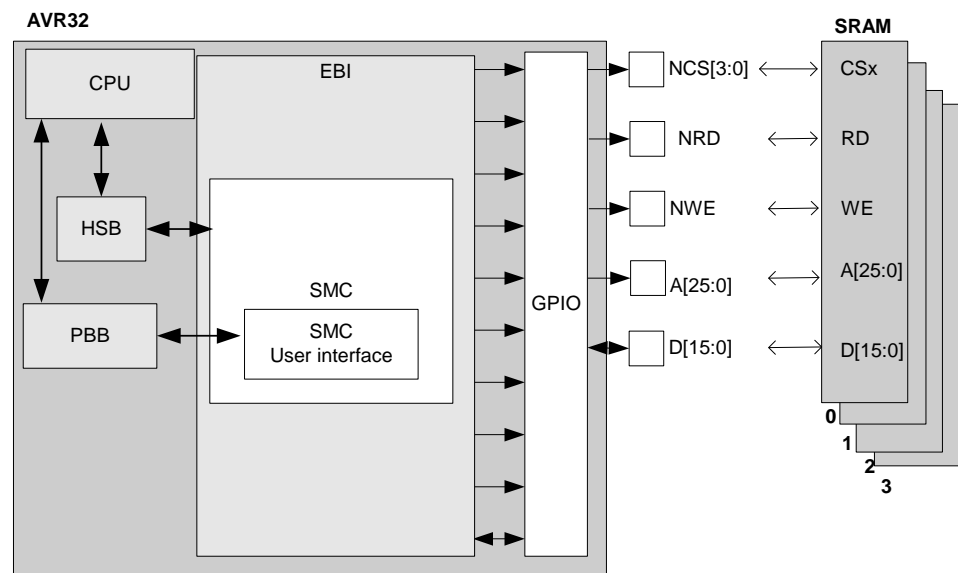 AVR32
SRAM
CPU
EBI
NCS[3:0]
CSx
NRD
RD
HSB
NWE
WE
SMC
GPIO
A[25:0]
A[25:0]
PBB
SMC
User interface
D[15:0]
D[15:0]
0
1
2
3